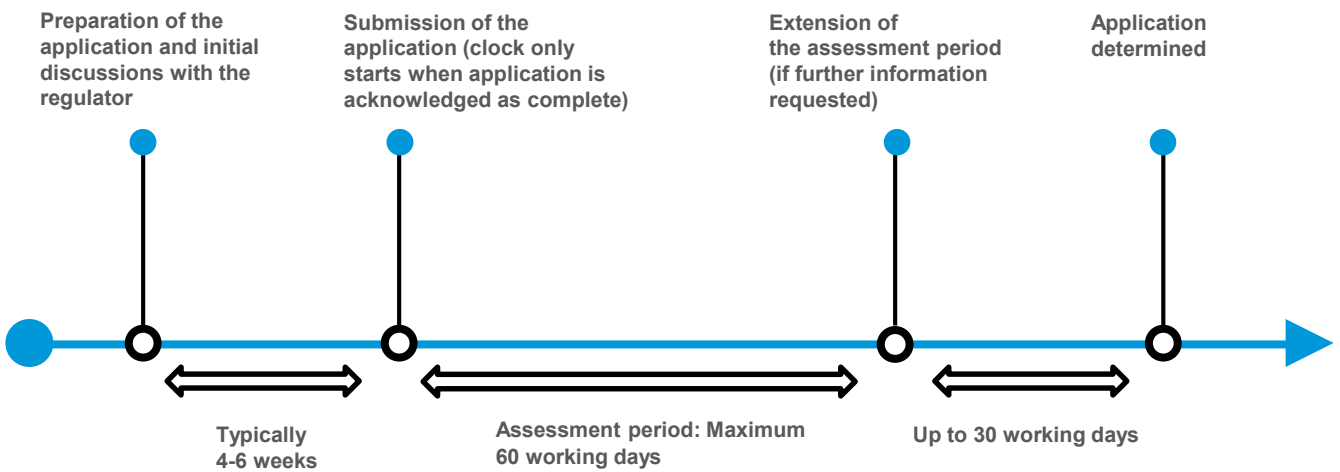 Preparation of the
application and initial
discussions with the
regulator
Submission of the
application (clock only
starts when application is
acknowledged as complete)
Extension of
the assessment period
(if further information
requested)
Application
determined
Typically
4-6 weeks
Assessment period: Maximum
60 working days
Up to 30 working days